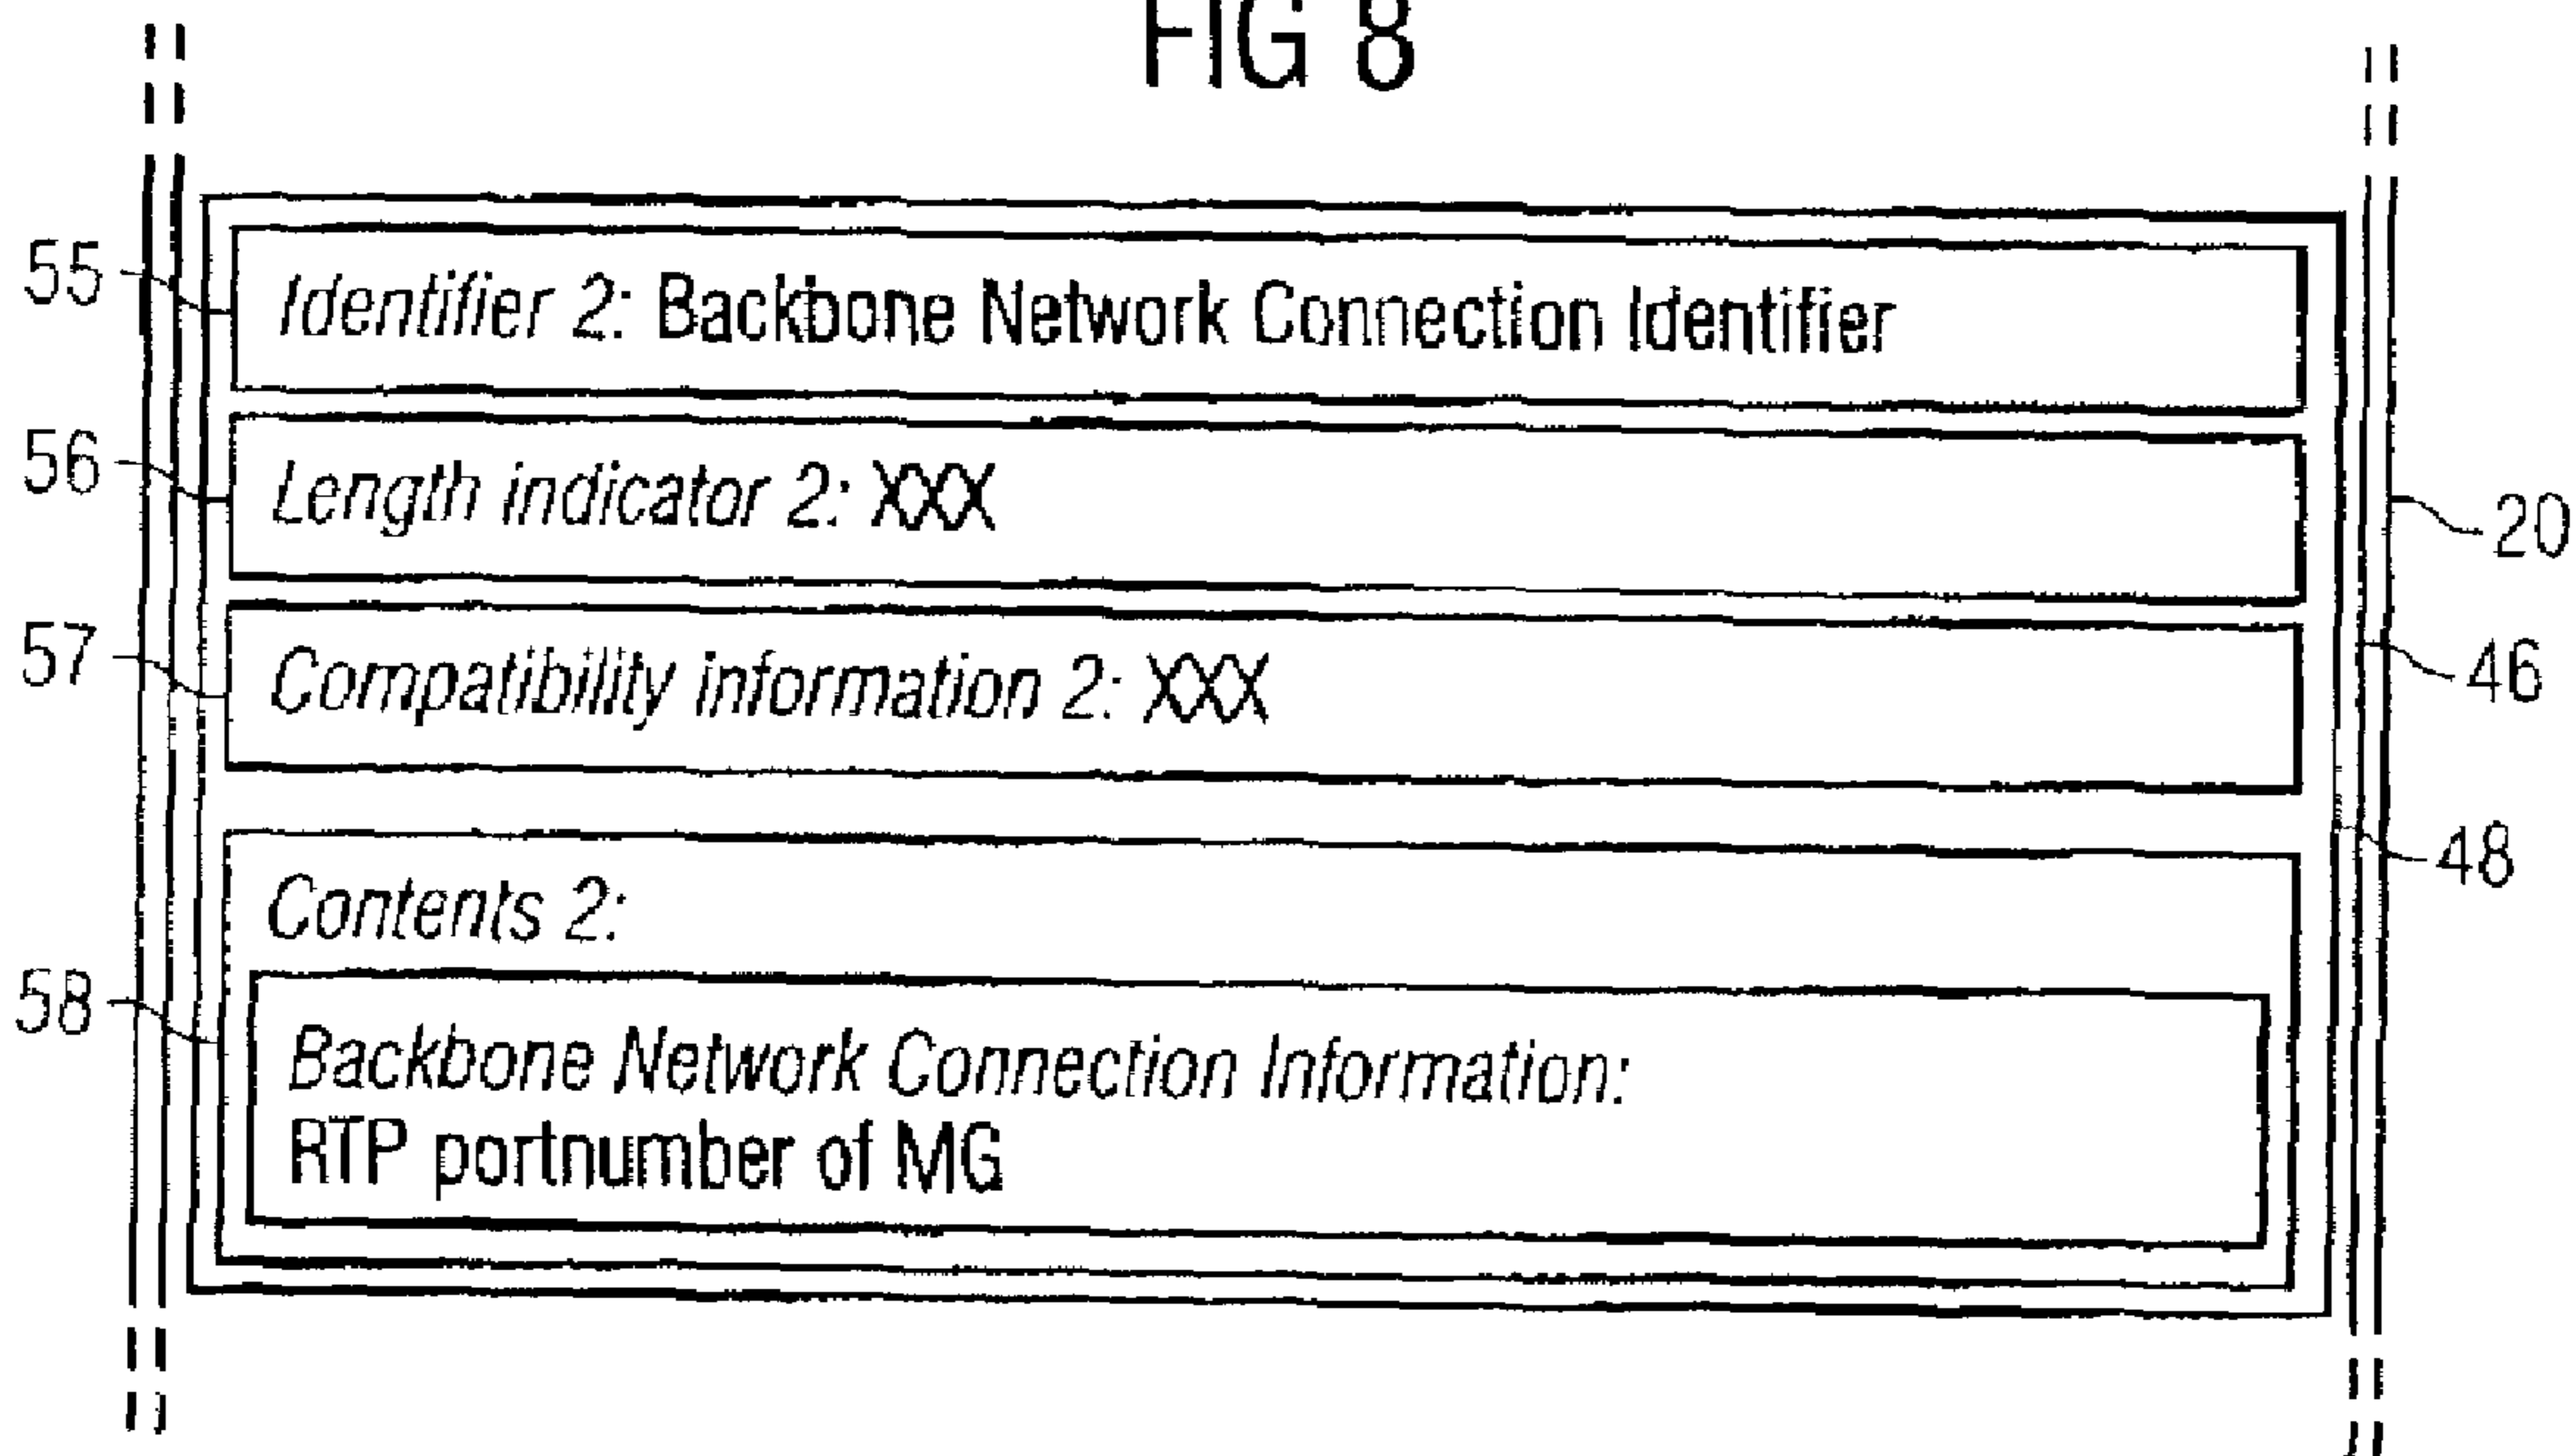 FIG 8
55
Identifier 2: Backbone Network Connection Identifier
56
Length indicator 2: XXX
20
57
Compatibility information 2: XXX
46
48
Contents 2:
58
Backbone Network Connection Information:
RTP portnumber of MG